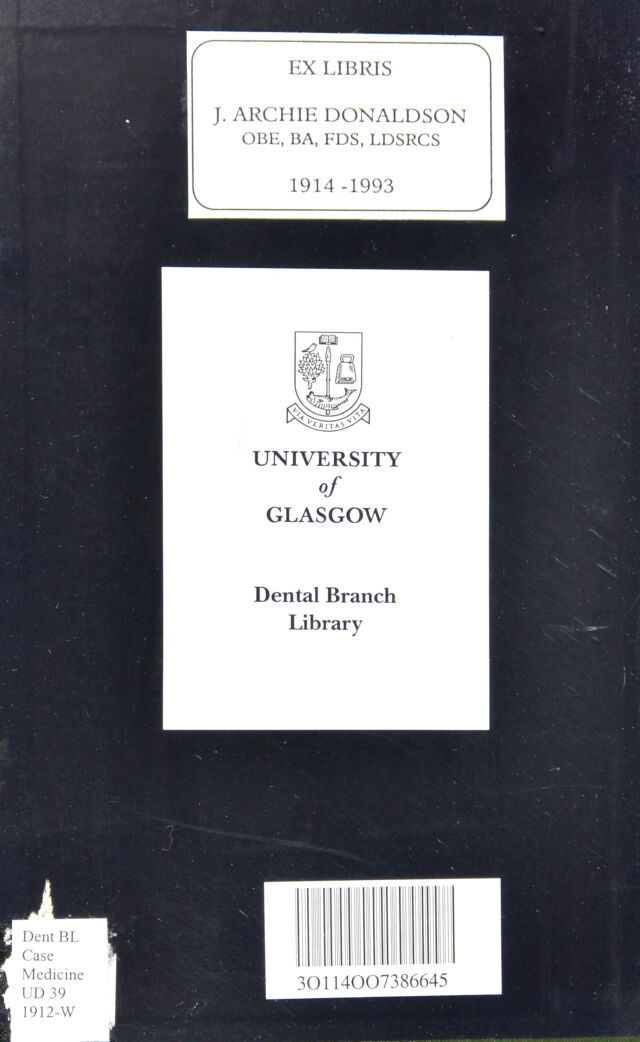 EX LIBRIS
J. ARCHIE DONALDSON
OBE, BA, FDS, LDSRCS
1914 -1993
VIA VERITAS VITA
UNIVERSITY
of
GLASGOW
Dental Branch
Library
3O114OO7386645
Dent BL
Case
Medicine
UD 39
1912-W